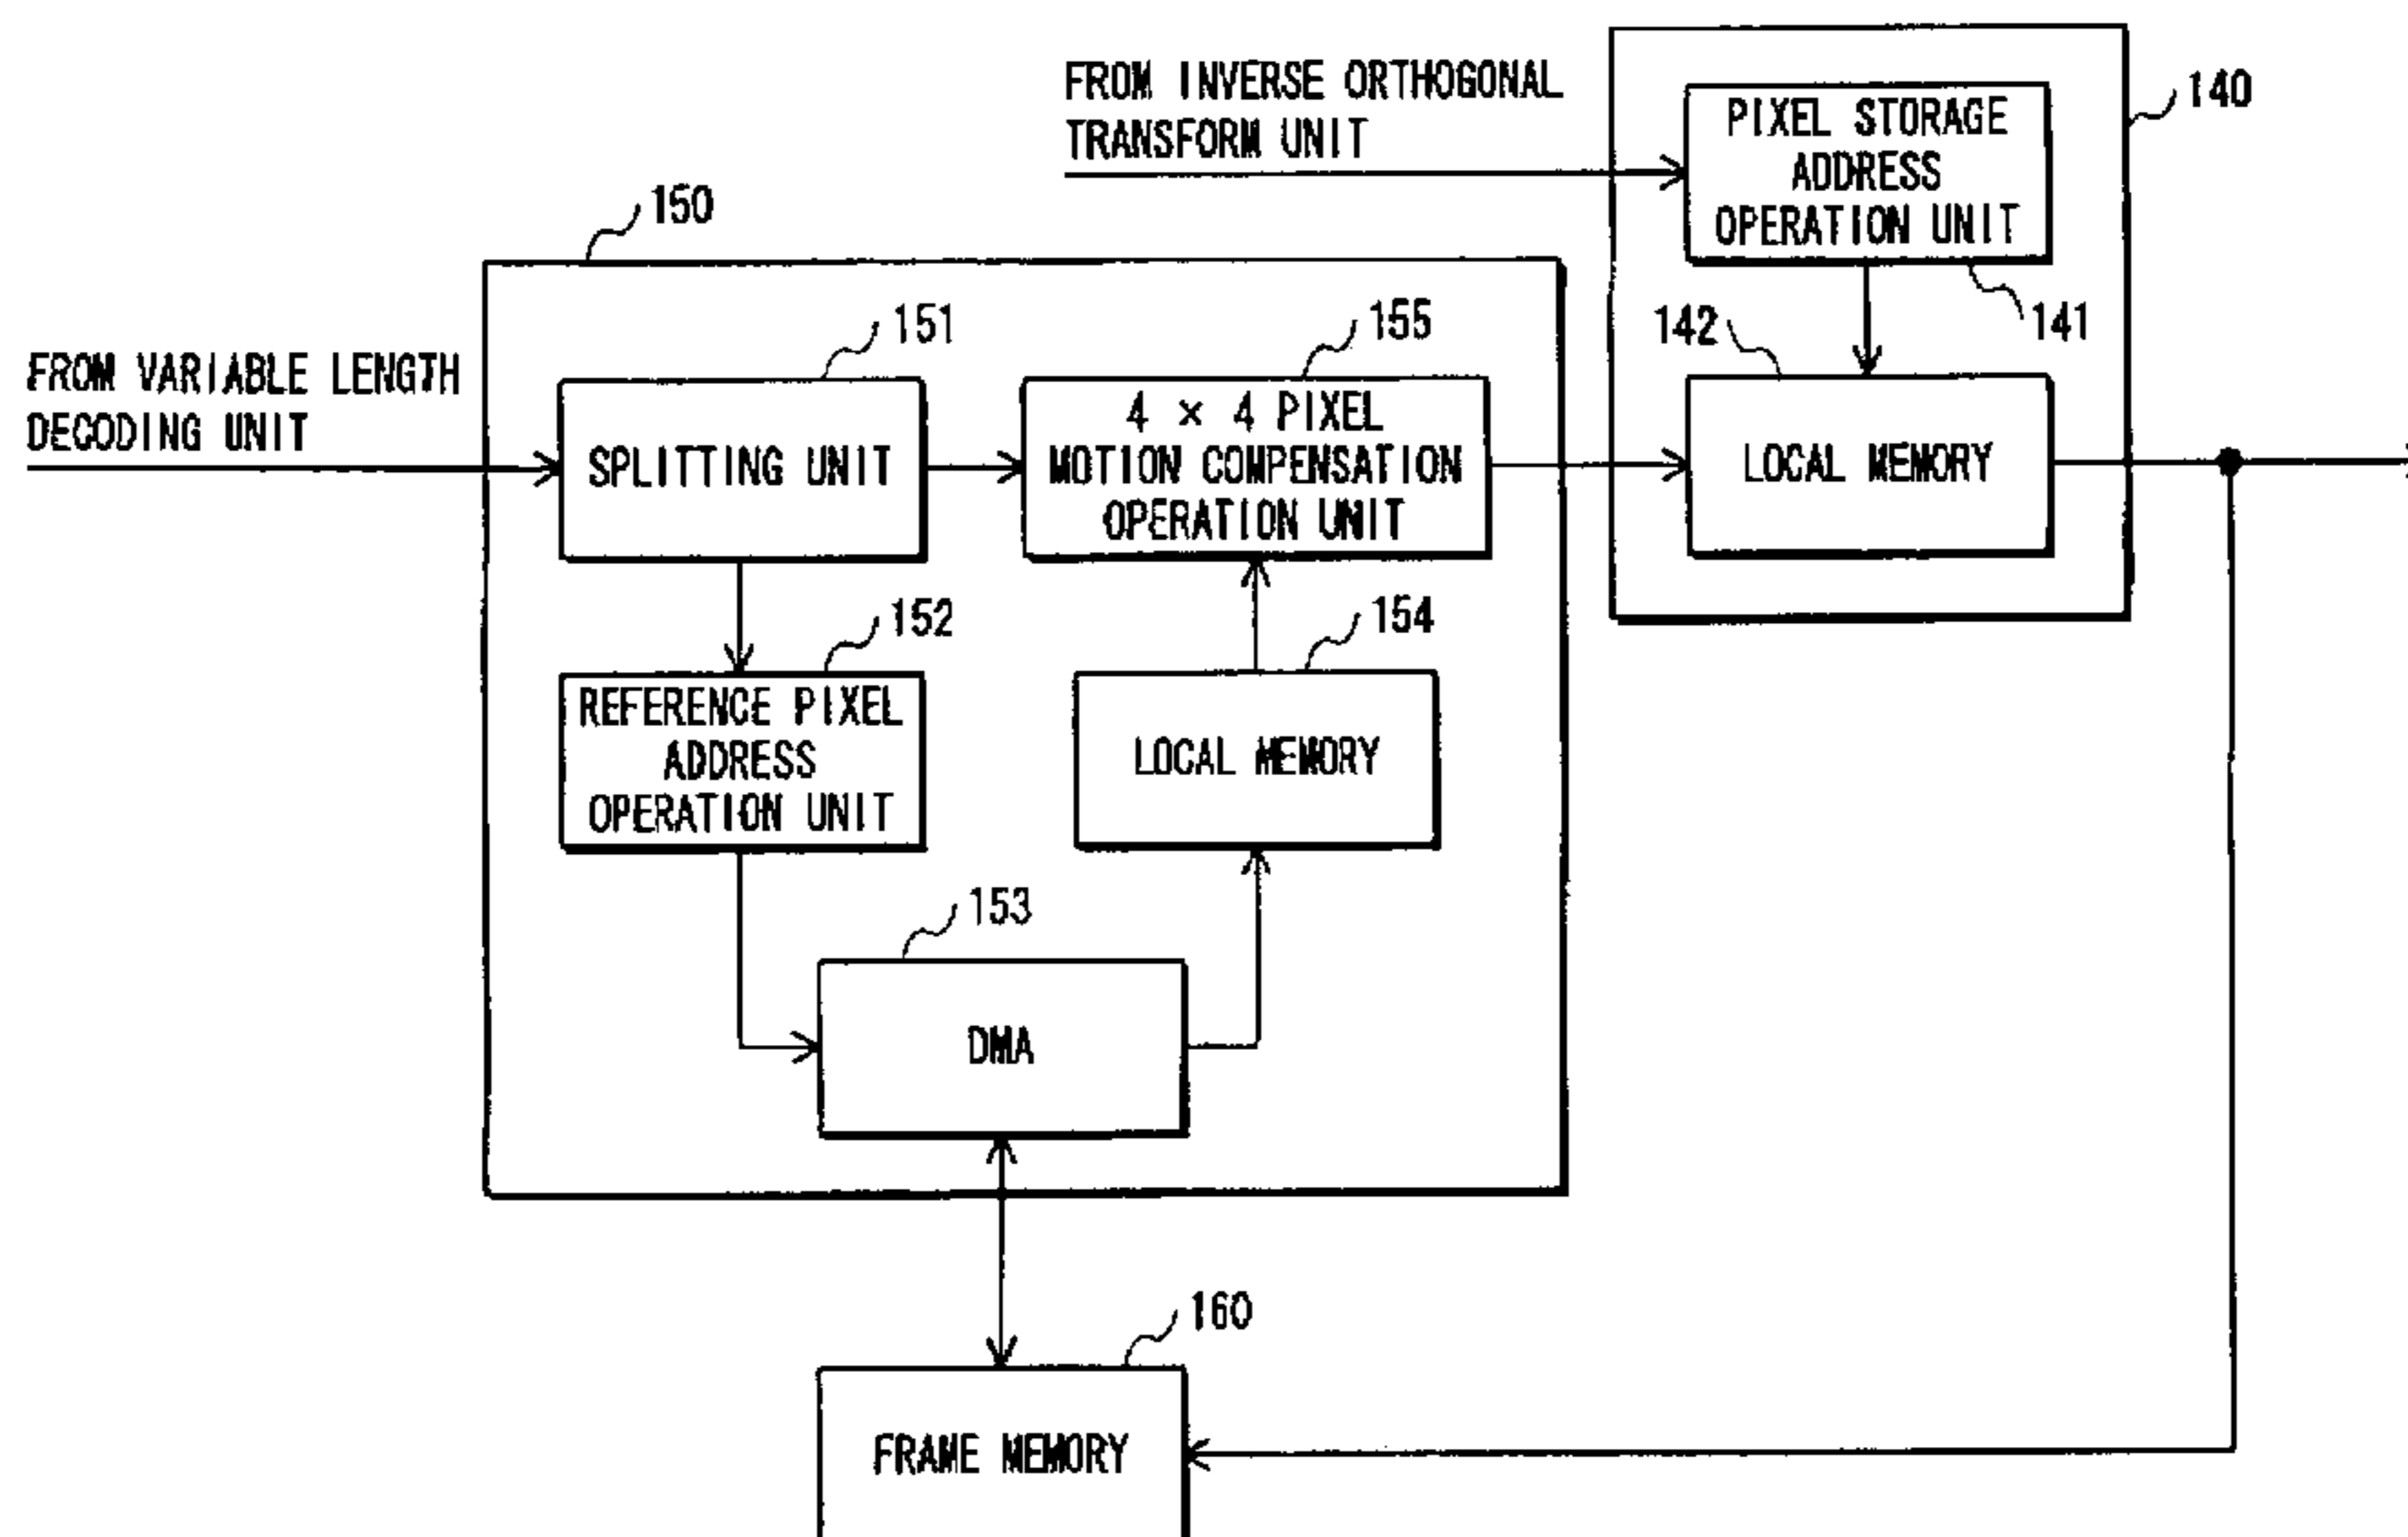 FROM INVERSE ORTHOGONAL
TRANSFORM UNIT
PIXEL STORAGE
ADDRESS
OPERATION UNIT
140
141
150
FROM VARIABLE LENGTH
DECODING UNIT
151
SPLITTING UNIT
155
4 × 4 PIXEL
MOTION COMPENSATION
OPERATION UNIT
142
LOCAL MEMORY
152
REFERENCE PIXEL
ADDRESS
OPERATION UNIT
154
LOCAL MEMORY
153
DMA
160
FRAME MEMORY